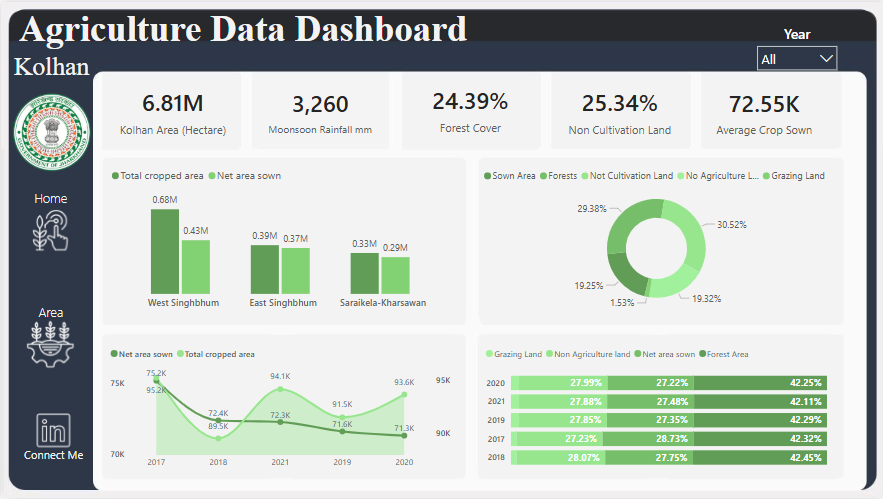 Agriculture Data Dashboard
Kolhan
Year
All
6.81M
Kolhan Area (Hectare)
3,260
Moonsoon Rainfall mm
24.39%
Forest Cover
25.34%
Non Cultivation Land
72.55K
Average Crop Sown
Home
Area
Connect Me
Total cropped area Net area sown
0.68M
0.43M
0.39M
0.37M
0.33M
0.29M
West Singhbhum East Singhbhum Saraikela-Kharsawan
Sown Area Forests Not Cultivation Land No Agriculture L... Grazing Land
29.38%
30.52%
19.25%
1.53%
19.32%
Net area sown Total cropped area
75K
70K
95K
90K
75.2K
95.2K
72.4K
89.5K
94.1K
72.3K
91.5K
71.6K
93.6K
71.3K
2017 2018 2021 2019 2020
Grazing Land Non Agriculture land Net area sown Forest Area
2020 27.99% 27.22% 42.25%
2021 27.88% 27.48% 42.11%
2019 27.85% 27.35% 42.29%
2017 27.23% 28.73% 42.32%
2018 28.07% 27.75% 42.45%
in